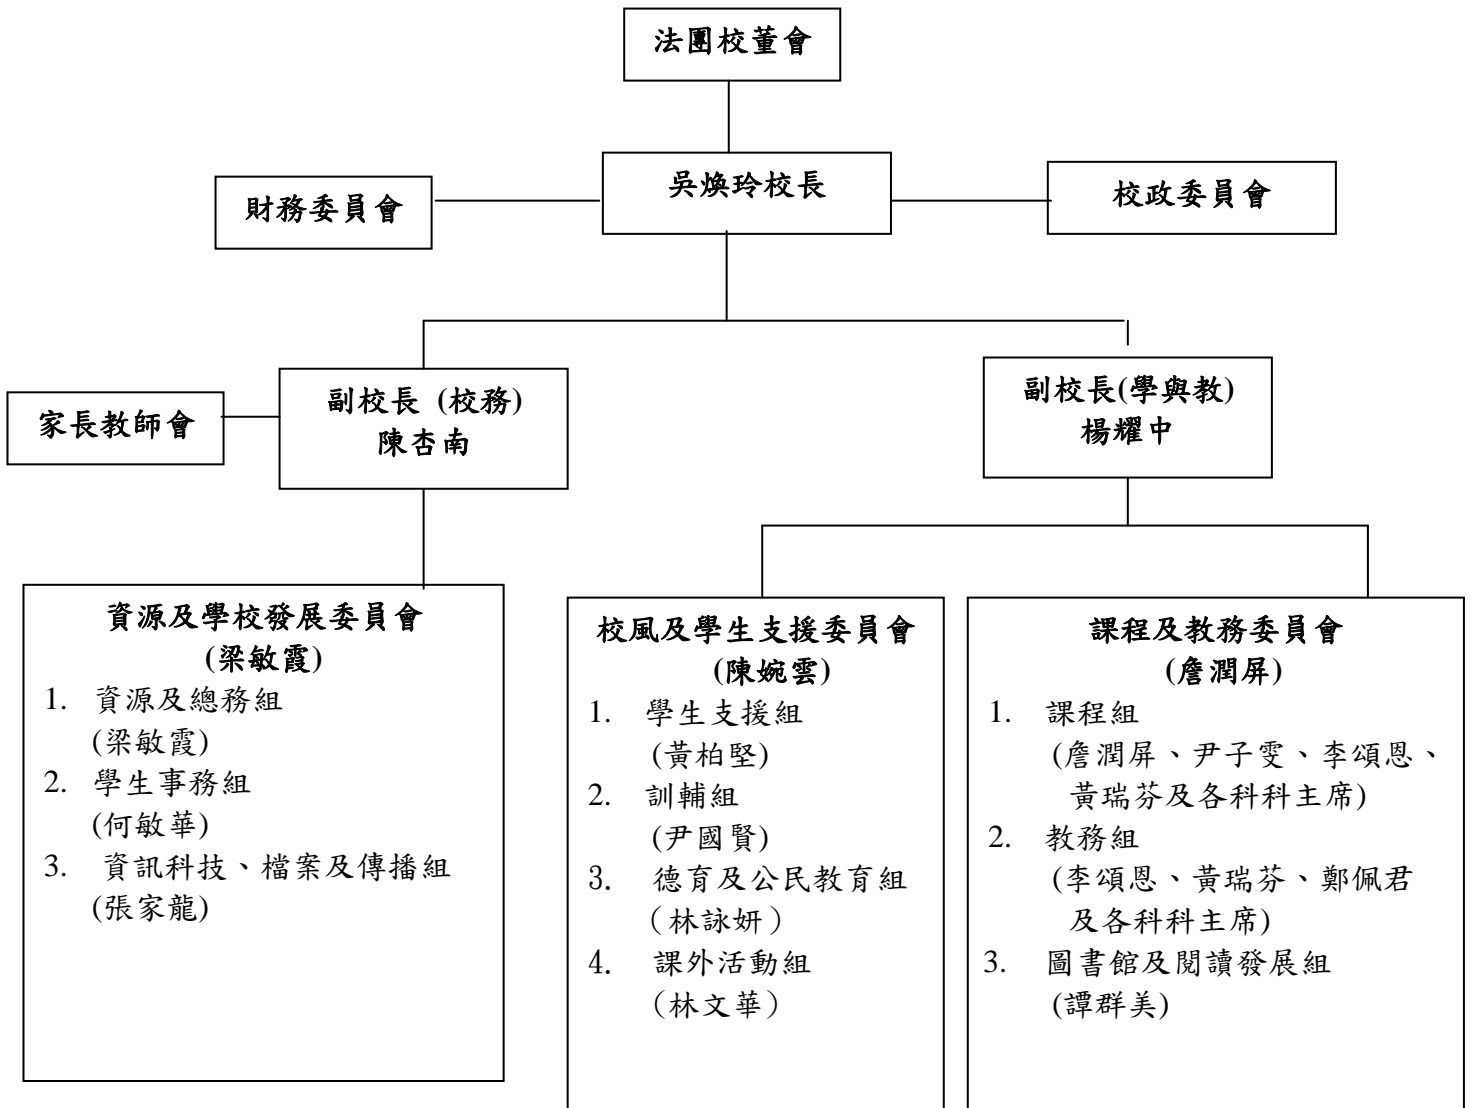 法團校董會
吳煥玲校長
財務委員會
校政委員會
副校長 (校務)
陳杏南
副校長(學與教)
楊耀中
家長教師會
資源及學校發展委員會
(梁敏霞)
1. 資源及總務組
(梁敏霞)
2. 學生事務組
(何敏華)
3. 資訊科技、檔案及傳播組
(張家龍)
校風及學生支援委員會
(陳婉雲)
1. 學生支援組
(黃柏堅)
2. 訓輔組
(尹國賢)
3. 德育及公民教育組
（林詠妍）
4. 課外活動組
（林文華）
課程及教務委員會
(詹潤屏)
1. 課程組
(詹潤屏、尹子雯、李頌恩、
黃瑞芬及各科科主席)
2. 教務組
(李頌恩、黃瑞芬、鄭佩君
及各科科主席)
3. 圖書館及閱讀發展組
(譚群美)